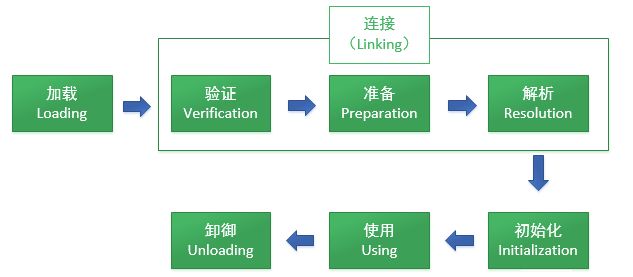 连接
（Linking）
加载
Loading
验证
Verification
准备
Preparation
解析
Resolution
卸御
Unloading
使用
Using
初始化
Initialization